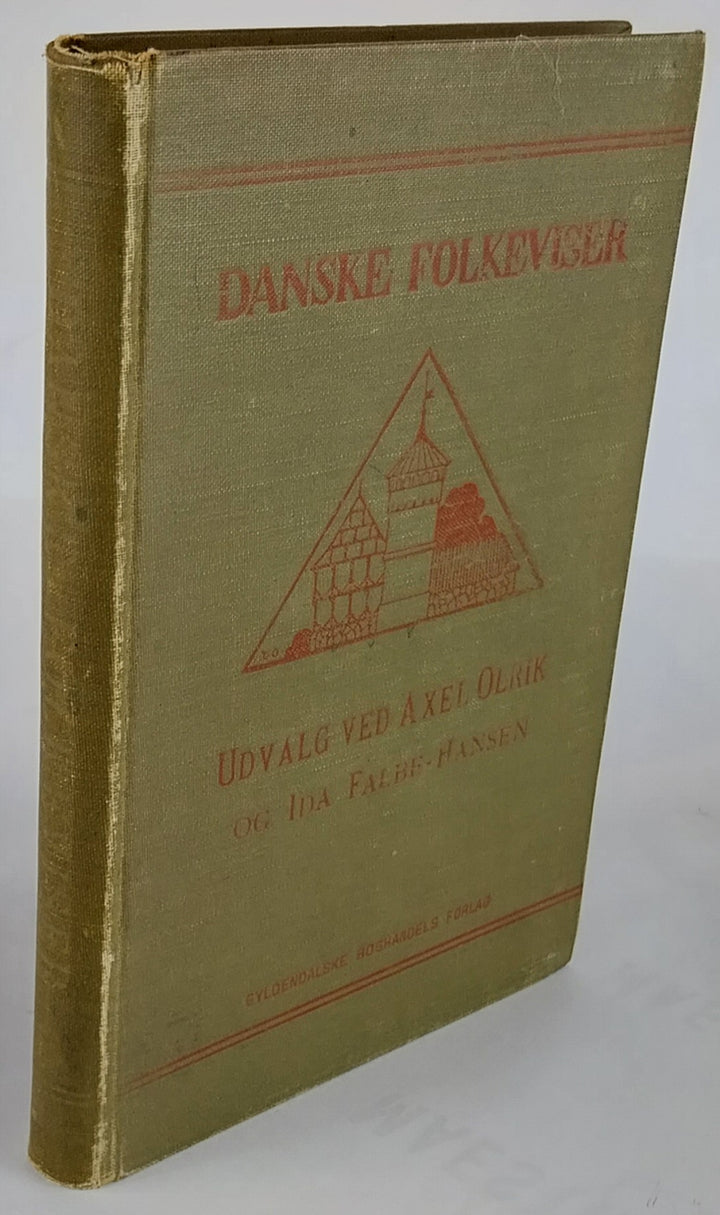 DANSKE FOLKEVISER
UDVALG VED AXEL OLRIK
OG IDA FALBE-HANSEN
GYLDENDALSKE BOGHANDELS FORLAG